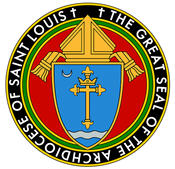 † THE GREAT SEAL OF THE ARCHDIOCESE OF SAINT LOUIS †